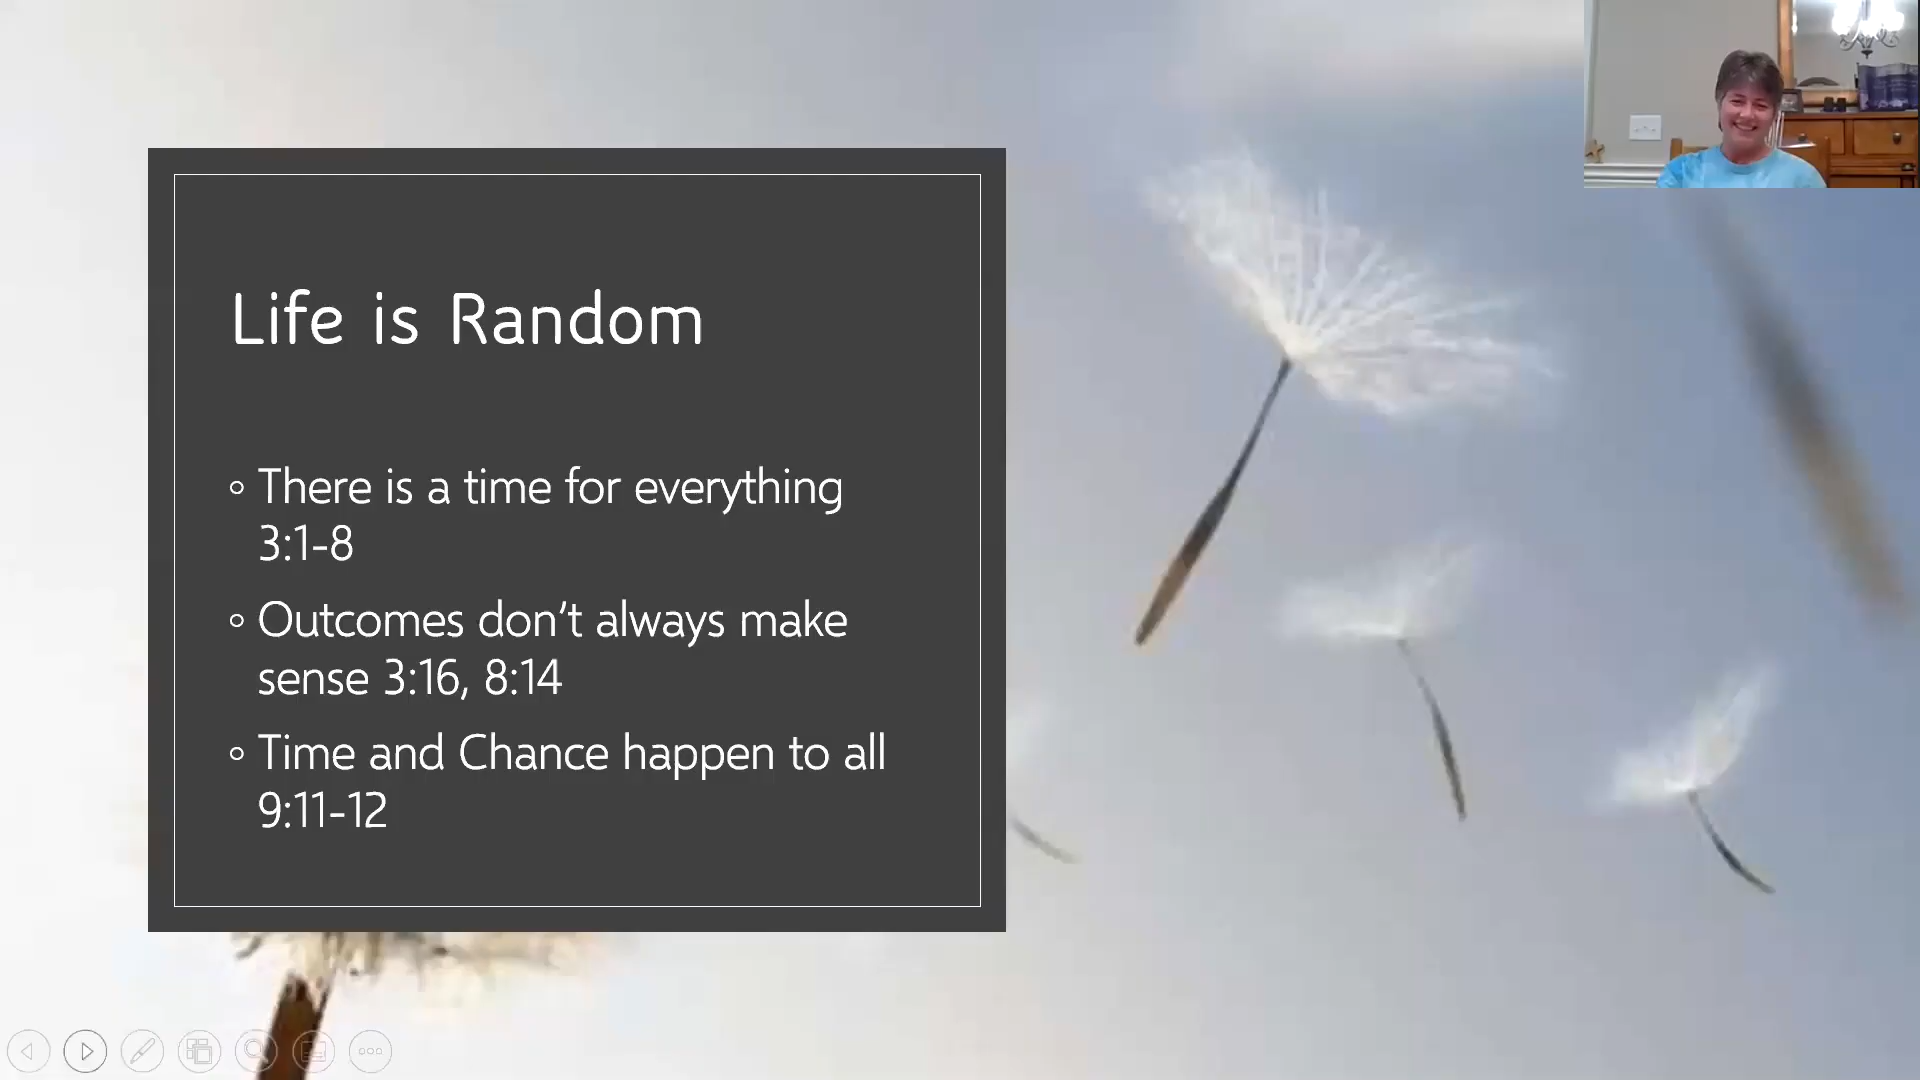 Life is Random
There is a time for everything
3:1-8
Outcomes don't always make
sense 3:16, 8:14
Time and Chance happen to all
9:11-12